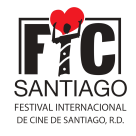 FIC
SANTIAGO
FESTIVAL INTERNACIONAL
DE CINE DE SANTIAGO, R.D.